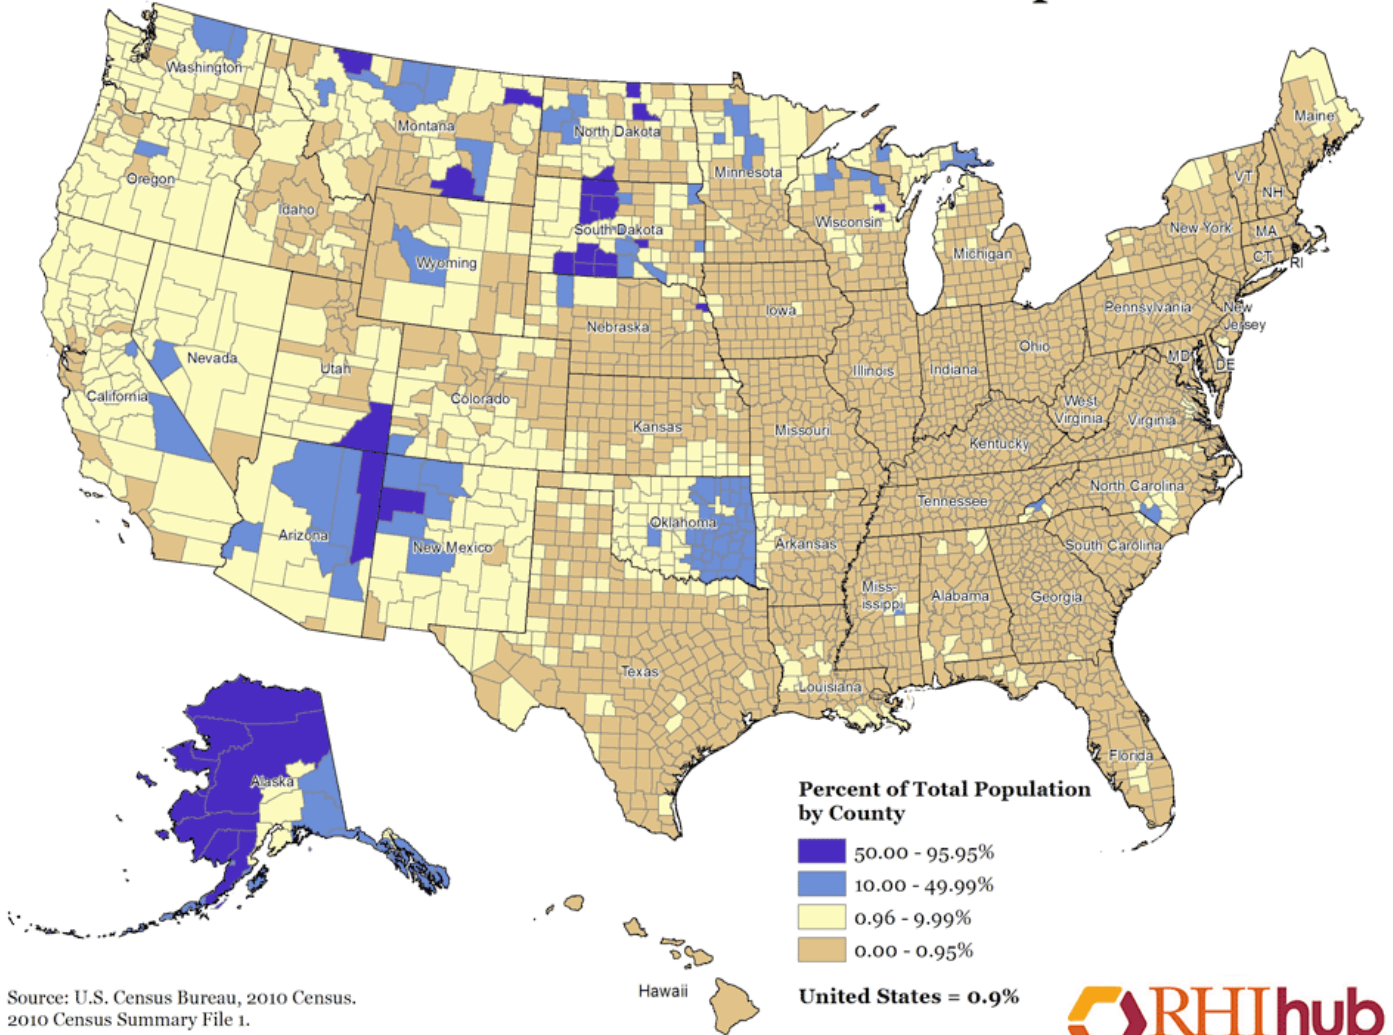 Washington
Montana
North Dakota
Minnesota
Maine
Oregon
Idaho
South Dakota
Wisconsin
VT
NH
New York
MA
CT
RI
Michigan
Wyoming
Iowa
Nebraska
Pennsylvania
New
Jersey
Nevada
Utah
Colorado
Illinois
Indiana
Ohio
MD
DE
California
Kansas
Missouri
West
Virginia
Virginia
Kentucky
Arizona
New Mexico
Oklahoma
Arkansas
Tennessee
North Carolina
South Carolina
Miss-
issippi
Alabama
Georgia
Texas
Louisiana
Florida
Alaska
Hawaii
Percent of Total Population
by County
50.00 - 95.95%
10.00 - 49.99%
0.96 - 9.99%
0.00 - 0.95%
United States = 0.9%
Source: U.S. Census Bureau, 2010 Census.
2010 Census Summary File 1.
RHIhub